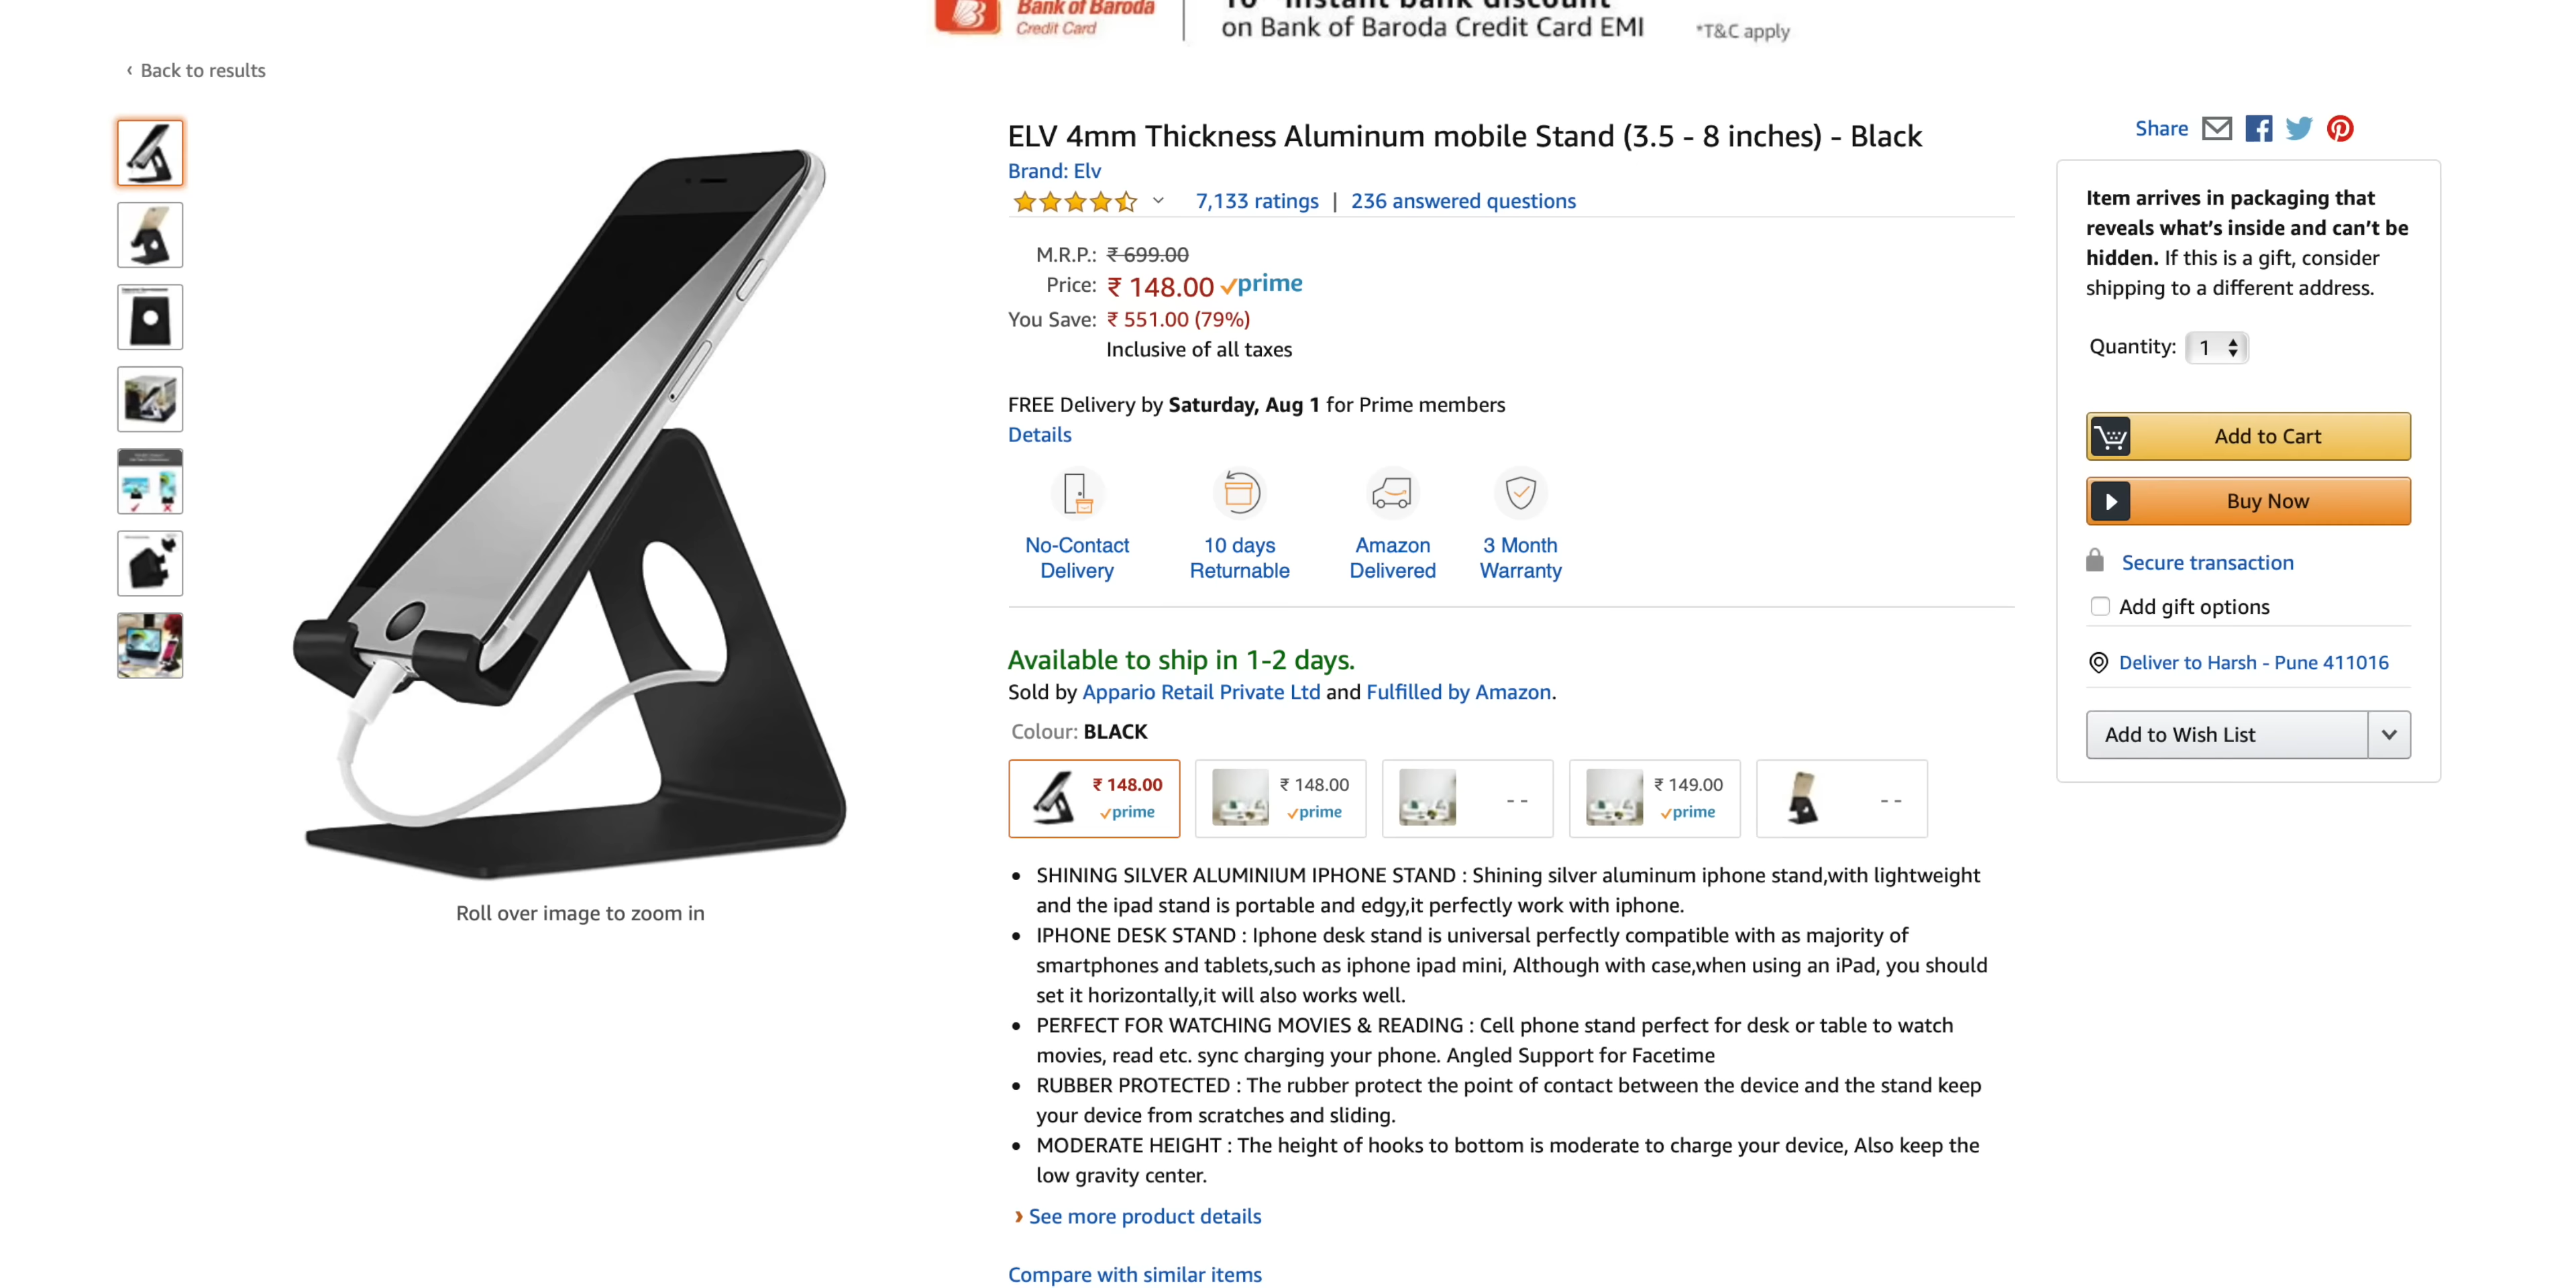 Bank of Baroda
Credit Card
instant bank discount
on Bank of Baroda Credit Card EMI
*T&C apply
‹ Back to results
ELV 4mm Thickness Aluminum mobile Stand (3.5 - 8 inches) - Black
Brand: Elv
7,133 ratings | 236 answered questions
M.R.P.: ₹ 699.00
Price: ₹ 148.00 prime
You Save: ₹ 551.00 (79%)
Inclusive of all taxes
FREE Delivery by Saturday, Aug 1 for Prime members
Details
No-Contact
Delivery
10 days
Returnable
Amazon
Delivered
3 Month
Warranty
Available to ship in 1-2 days.
Sold by Appario Retail Private Ltd and Fulfilled by Amazon.
Colour: BLACK
₹ 148.00
prime
₹ 148.00
prime
- -
₹ 149.00
prime
- -
• SHINING SILVER ALUMINIUM IPHONE STAND : Shining silver aluminum iphone stand,with lightweight
and the ipad stand is portable and edgy,it perfectly work with iphone.
• IPHONE DESK STAND : Iphone desk stand is universal perfectly compatible with as majority of
smartphones and tablets,such as iphone ipad mini, Although with case,when using an iPad, you should
set it horizontally,it will also works well.
• PERFECT FOR WATCHING MOVIES & READING : Cell phone stand perfect for desk or table to watch
movies, read etc. sync charging your phone. Angled Support for Facetime
• RUBBER PROTECTED : The rubber protect the point of contact between the device and the stand keep
your device from scratches and sliding.
• MODERATE HEIGHT : The height of hooks to bottom is moderate to charge your device, Also keep the
low gravity center.
› See more product details
Compare with similar items
Roll over image to zoom in
Share
Item arrives in packaging that
reveals what's inside and can't be
hidden. If this is a gift, consider
shipping to a different address.
Quantity: 1
Add to Cart
Buy Now
Secure transaction
Add gift options
Deliver to Harsh - Pune 411016
Add to Wish List